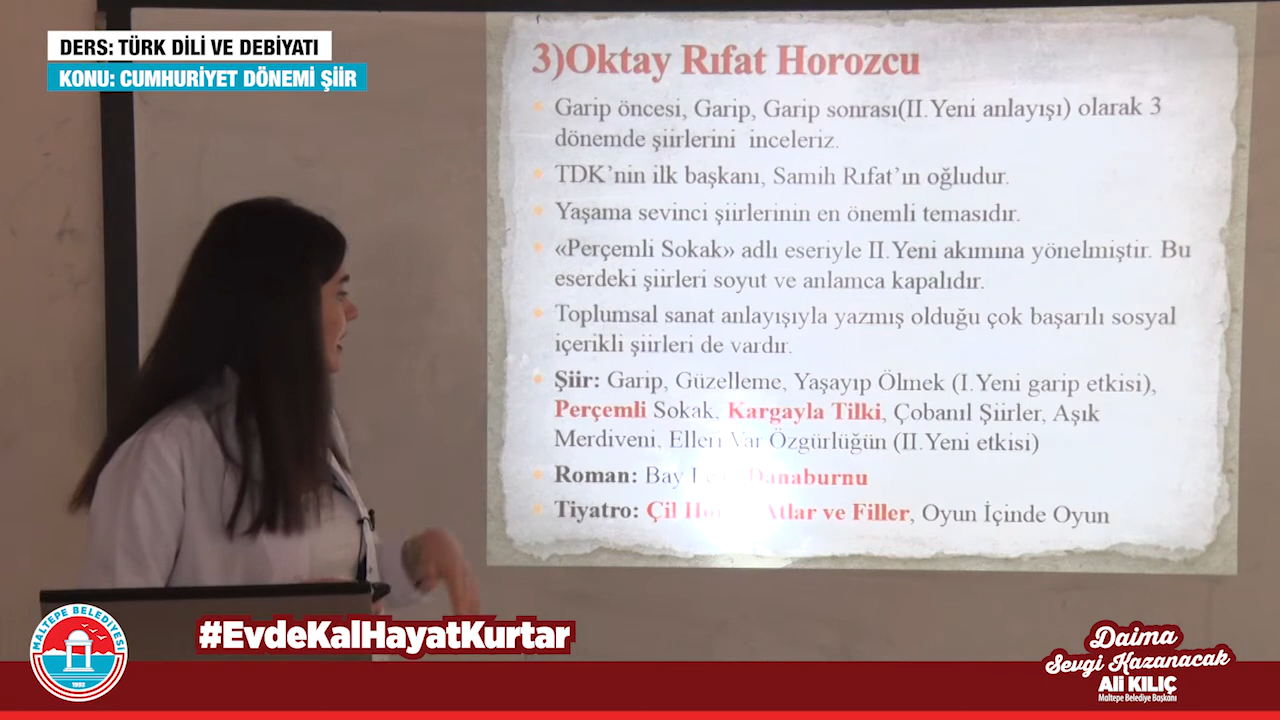 DERS: TÜRK DİLİ VE DEBİYATI
KONU: CUMHURİYET DÖNEMİ ŞİİR
3)Oktay Rıfat Horozcu
Garip öncesi, Garip, Garip sonrası(II.Yeni anlayışı) olarak 3
dönemde şiirlerini inceleriz.
TDK'nin ilk başkanı, Samih Rıfat'ın oğludur.
Yaşama sevinci şiirlerinin en önemli temasıdır.
«Perçemli Sokak» adlı eseriyle II.Yeni akımına yönelmiştir. Bu
eserdeki şiirleri soyut ve anlamca kapalıdır.
Toplumsal sanat anlayışıyla yazmış olduğu çok başarılı sosyal
içerikli şiirleri de vardır.
Şiir: Garip, Güzelleme, Yaşayıp Ölmek (I.Yeni garip etkisi),
Perçemli Sokak, Kargayla Tilki, Çobanıl Şiirler, Aşık
Merdiveni, Elleri Var Özgürlüğün (II.Yeni etkisi)
Roman: Bay Danaburnu
Tiyatro: Çil Atlar ve Filler, Oyun İçinde Oyun
MALTEPE BELEDİYESİ
1992
#EvdeKalHayatKurtar
Daima
Sevgi Kazanacak
Ali KILIÇ
Maltepe Belediye Başkanı